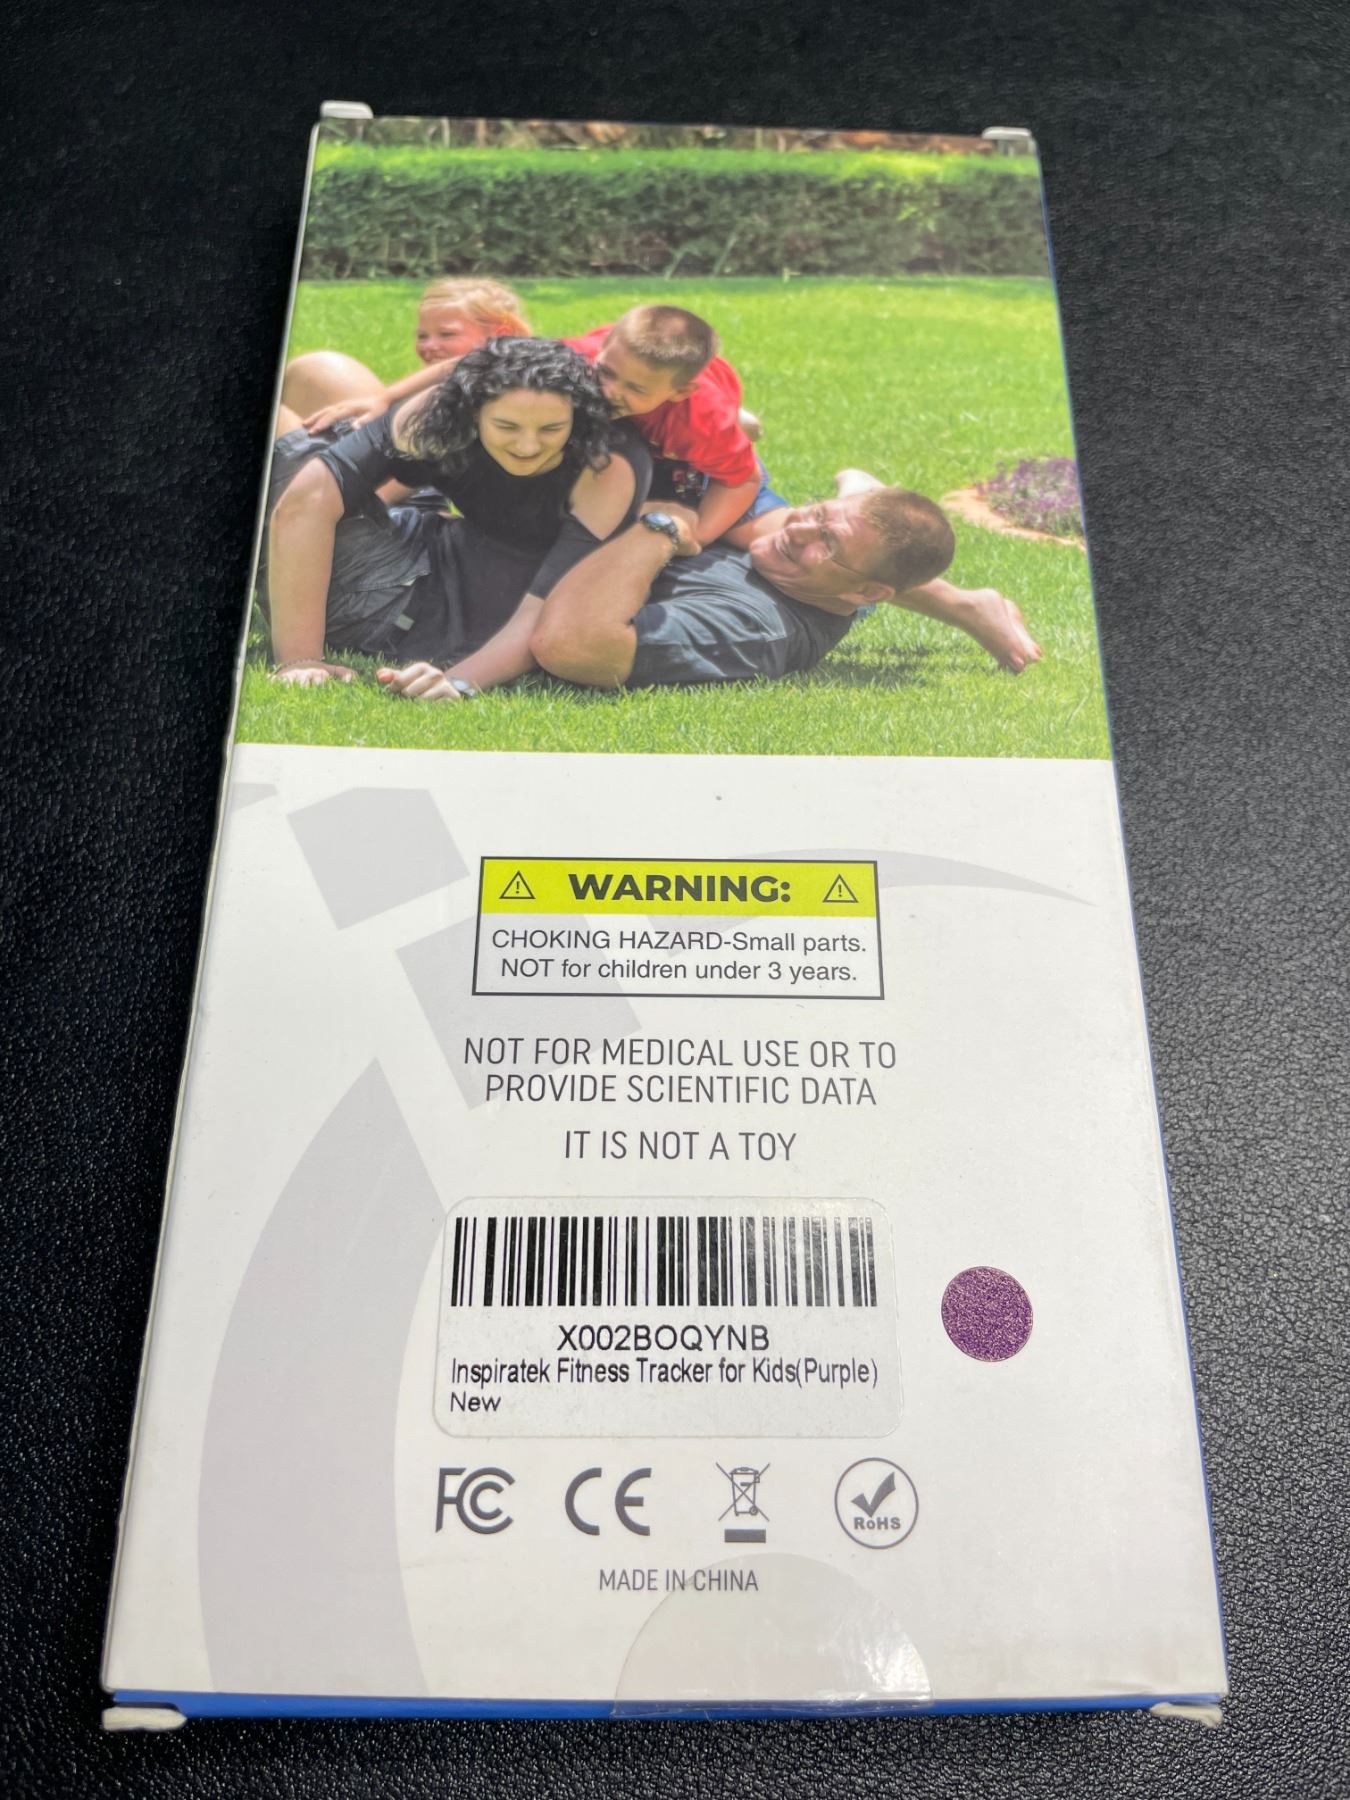 WARNING:
CHOKING HAZARD-Small parts.
NOT for children under 3 years.
NOT FOR MEDICAL USE OR TO
PROVIDE SCIENTIFIC DATA
IT IS NOT A TOY
X002BOQYNB
Inspiratek Fitness Tracker for Kids(Purple)
New
FC CE RoHS
MADE IN CHINA